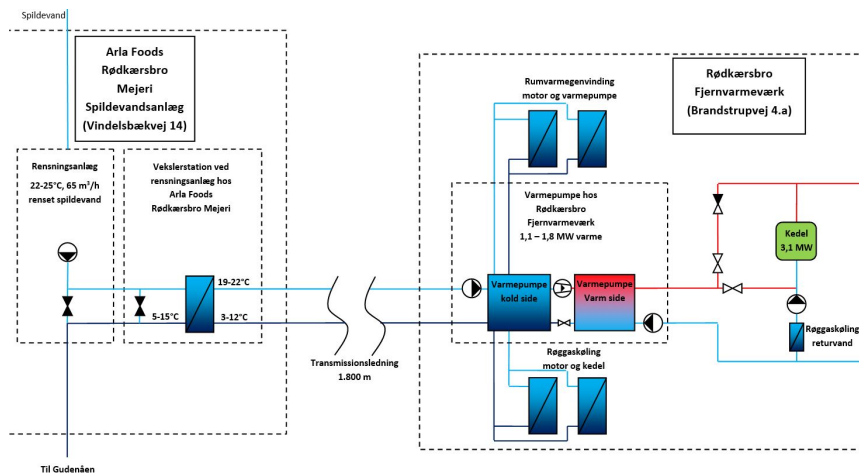 Spildevand
Arla Foods
Rødkærsbro
Mejeri
Spildevandsanlæg
(Vindelsbækvej 14)
Rensningsanlæg
22-25°C, 65 m³/h
renset spildevand
Vekslerstation ved
rensningsanlæg hos
Arla Foods
Rødkærsbro Mejeri
19-22°C
5-15°C
3-12°C
Transmissionsledning
1.800 m
Til Gudenåen
Rumvarmegenvinding
motor og varmepumpe
Rødkærsbro
Fjernvarmeværk
(Brandstrupvej 4.a)
Varmepumpe hos
Rødkærsbro
Fjernvarmeværk
1,1 – 1,8 MW varme
Varmepumpe
kold side
Varmepumpe
Varm side
Kedel
3,1 MW
Røggaskøling
returvand
Røggaskøling
motor og kedel